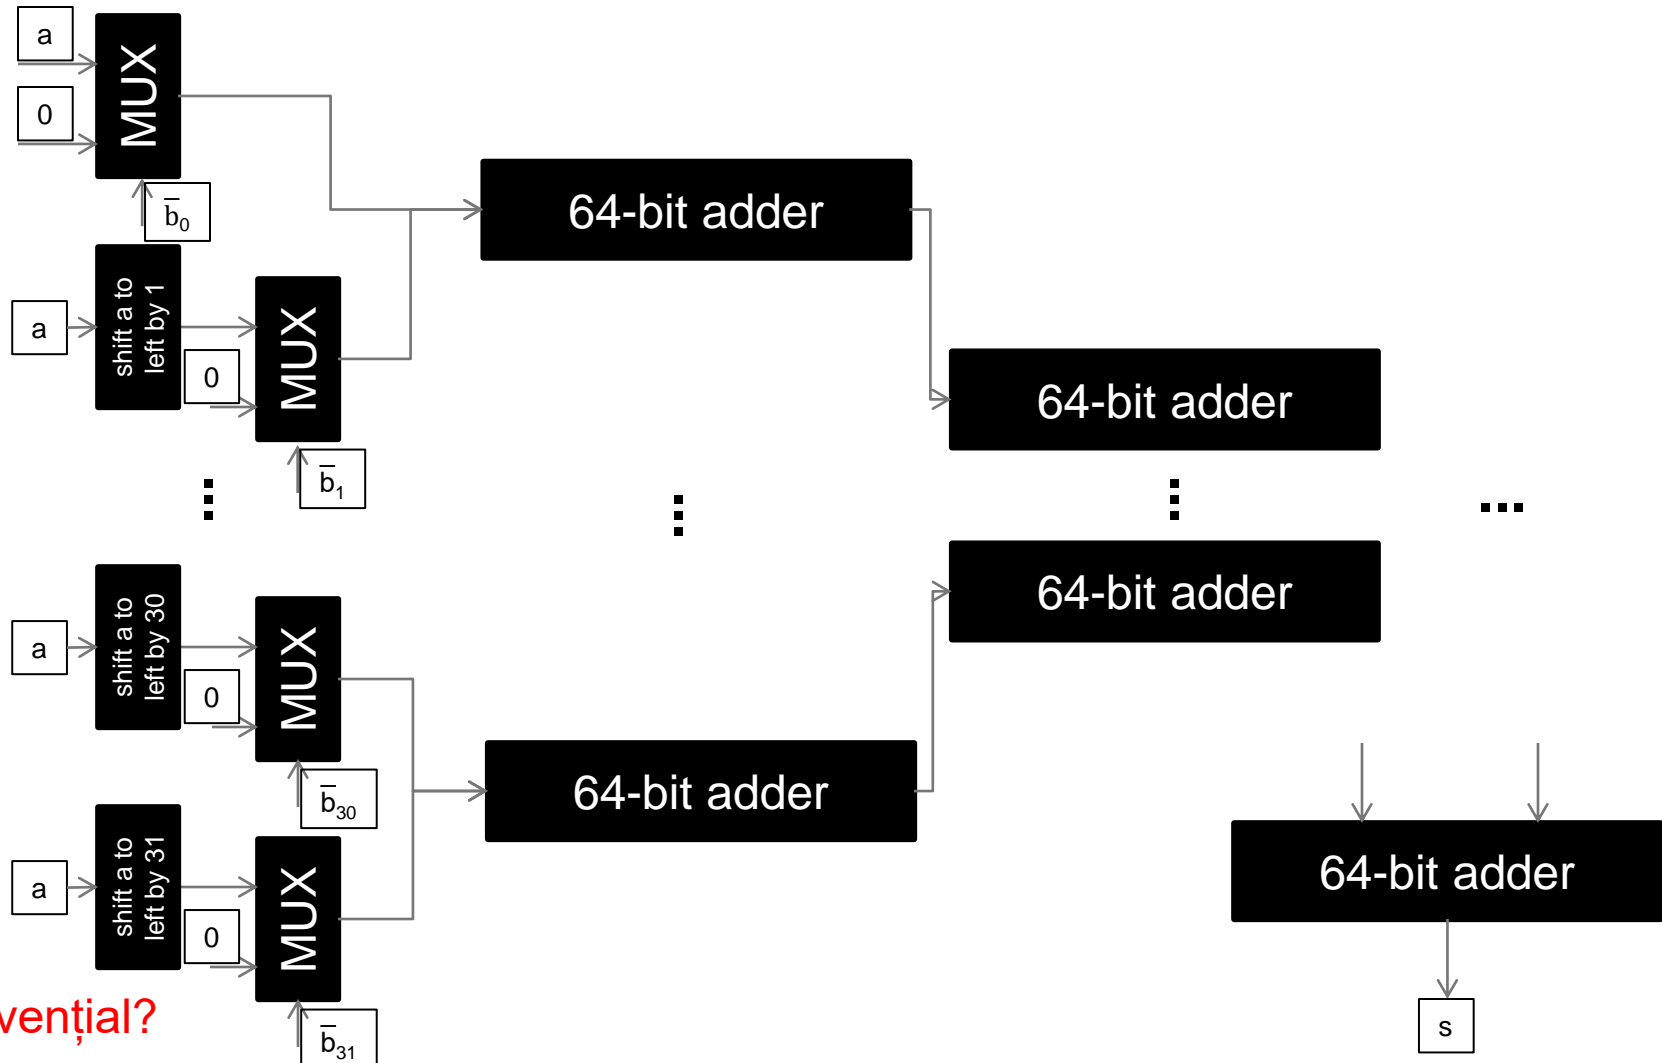 a
0
MUX
b̅₀
64-bit adder
a
shift a to
left by 1
0
MUX
b̅₁
64-bit adder
a
shift a to
left by 30
0
MUX
b̅₃₀
64-bit adder
64-bit adder
a
shift a to
left by 31
0
MUX
b̅₃₁
64-bit adder
s
vențial?